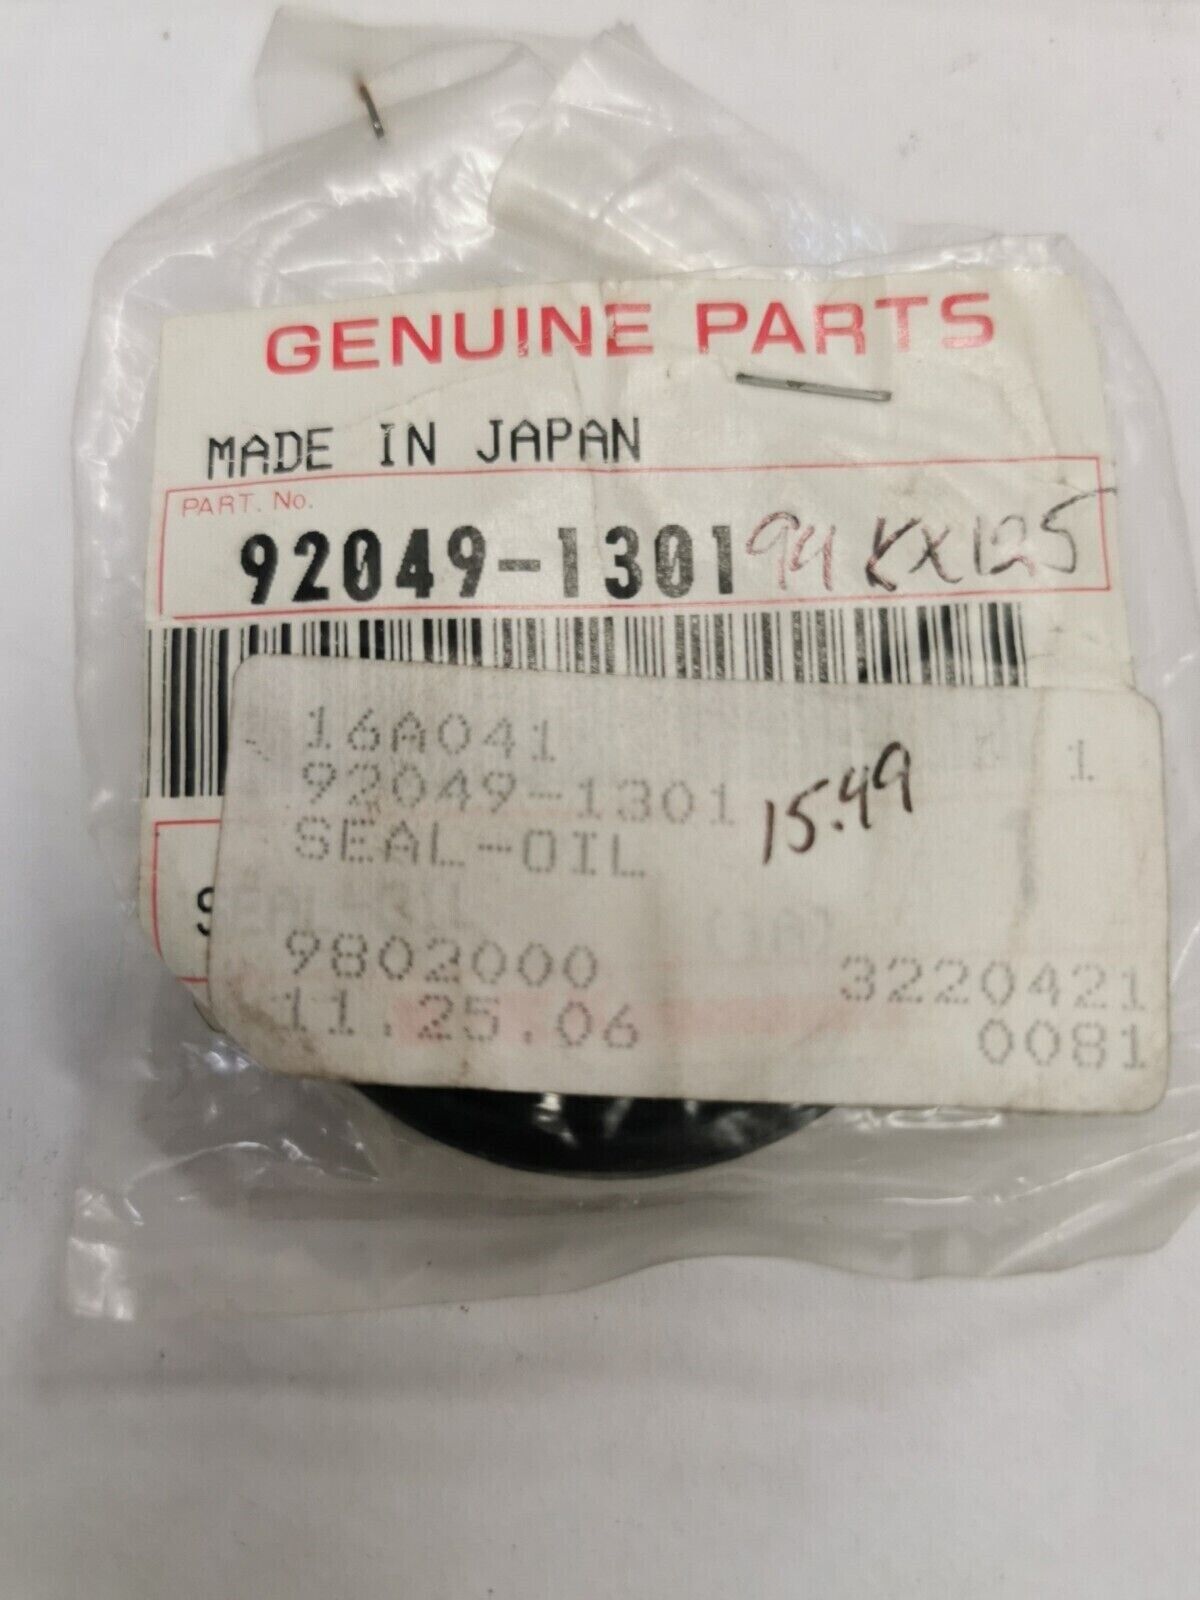 GENUINE PARTS
MADE IN JAPAN
PART. No.
92049-1301 94 KX125
16A041 1
92049-1301 15.49
SEAL-OIL
9802000 3220421
11.25.06 0081